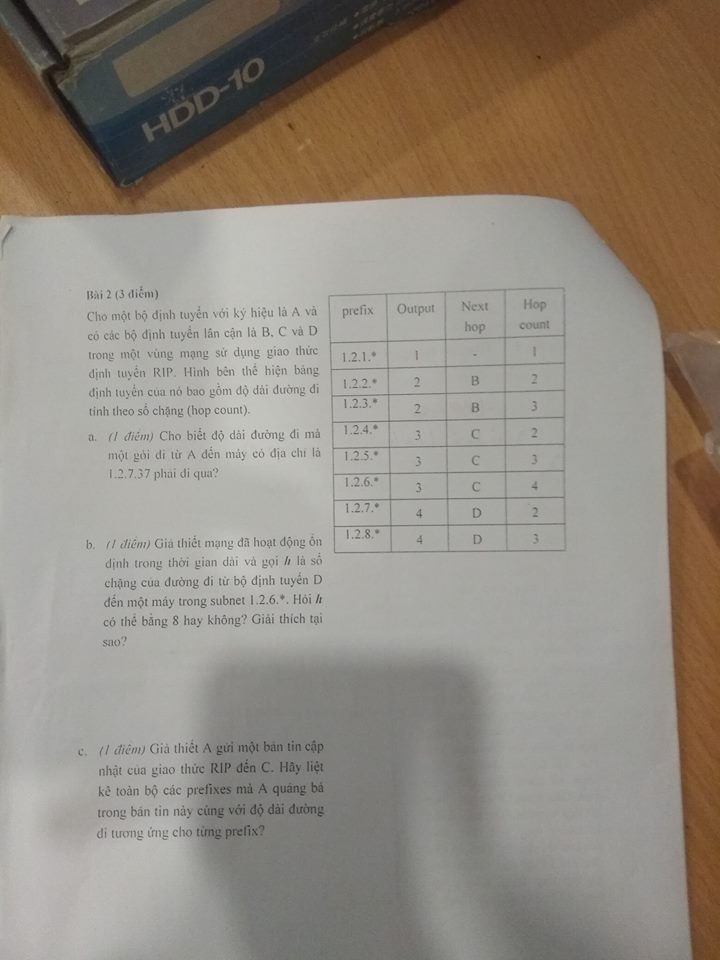 HDD-10
Bài 2 (3 điểm)
Cho một bộ định tuyến với ký hiệu là A và
có các bộ định tuyến lân cận là B, C và D
trong một vùng mạng sử dụng giao thức
định tuyến RIP. Hình bên thể hiện bảng
định tuyến của nó bao gồm độ dài đường đi
tính theo số chặng (hop count).
a. (1 điểm) Cho biết độ dài đường đi mà
một gói đi từ A đến máy có địa chỉ là
1.2.7.37 phải đi qua?
b. (1 điểm) Giả thiết mạng đã hoạt động ổn
định trong thời gian dài và gọi h là số
chặng của đường đi từ bộ định tuyến D
đến một máy trong subnet 1.2.6.*. Hỏi h
có thể bằng 8 hay không? Giải thích tại
sao?
c. (1 điểm) Giả thiết A gửi một bản tin cập
nhật của giao thức RIP đến C. Hãy liệt
kê toàn bộ các prefixes mà A quảng bá
trong bản tin này cùng với độ dài đường
đi tương ứng cho từng prefix?
prefix Output Next hop Hop count
1.2.1.* 1 - 1
1.2.2.* 2 B 2
1.2.3.* 2 B 3
1.2.4.* 3 C 2
1.2.5.* 3 C 3
1.2.6.* 3 C 4
1.2.7.* 4 D 2
1.2.8.* 4 D 3